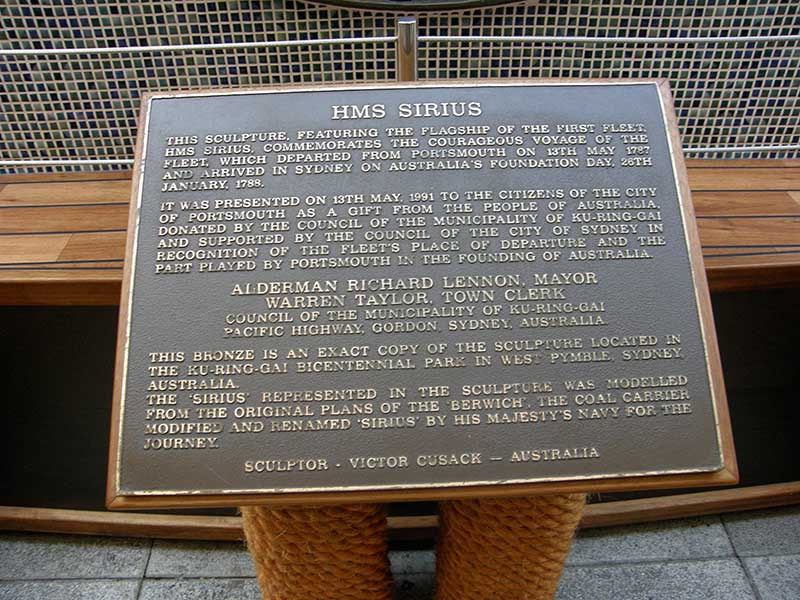 HMS SIRIUS
THIS SCULPTURE, FEATURING THE FLAGSHIP OF THE FIRST FLEET,
HMS SIRIUS, COMMEMORATES THE COURAGEOUS VOYAGE OF THE
FLEET, WHICH DEPARTED FROM PORTSMOUTH ON 13TH MAY 1787
AND ARRIVED IN SYDNEY ON AUSTRALIA'S FOUNDATION DAY, 26TH
JANUARY, 1788.
IT WAS PRESENTED ON 13TH MAY, 1991 TO THE CITIZENS OF THE CITY
OF PORTSMOUTH AS A GIFT FROM THE PEOPLE OF AUSTRALIA,
DONATED BY THE COUNCIL OF THE MUNICIPALITY OF KU-RING-GAI
AND SUPPORTED BY THE COUNCIL OF THE CITY OF SYDNEY IN
RECOGNITION OF THE FLEET'S PLACE OF DEPARTURE AND THE
PART PLAYED BY PORTSMOUTH IN THE FOUNDING OF AUSTRALIA.
ALDERMAN RICHARD LENNON, MAYOR
WARREN TAYLOR, TOWN CLERK
COUNCIL OF THE MUNICIPALITY OF KU-RING-GAI
PACIFIC HIGHWAY, GORDON, SYDNEY, AUSTRALIA.
THIS BRONZE IS AN EXACT COPY OF THE SCULPTURE LOCATED IN
THE KU-RING-GAI BICENTENNIAL PARK IN WEST PYMBLE, SYDNEY,
AUSTRALIA.
THE 'SIRIUS' REPRESENTED IN THE SCULPTURE WAS MODELLED
FROM THE ORIGINAL PLANS OF THE 'BERWICH', THE COAL CARRIER
MODIFIED AND RENAMED 'SIRIUS' BY HIS MAJESTY'S NAVY FOR THE
JOURNEY.
SCULPTOR - VICTOR CUSACK — AUSTRALIA